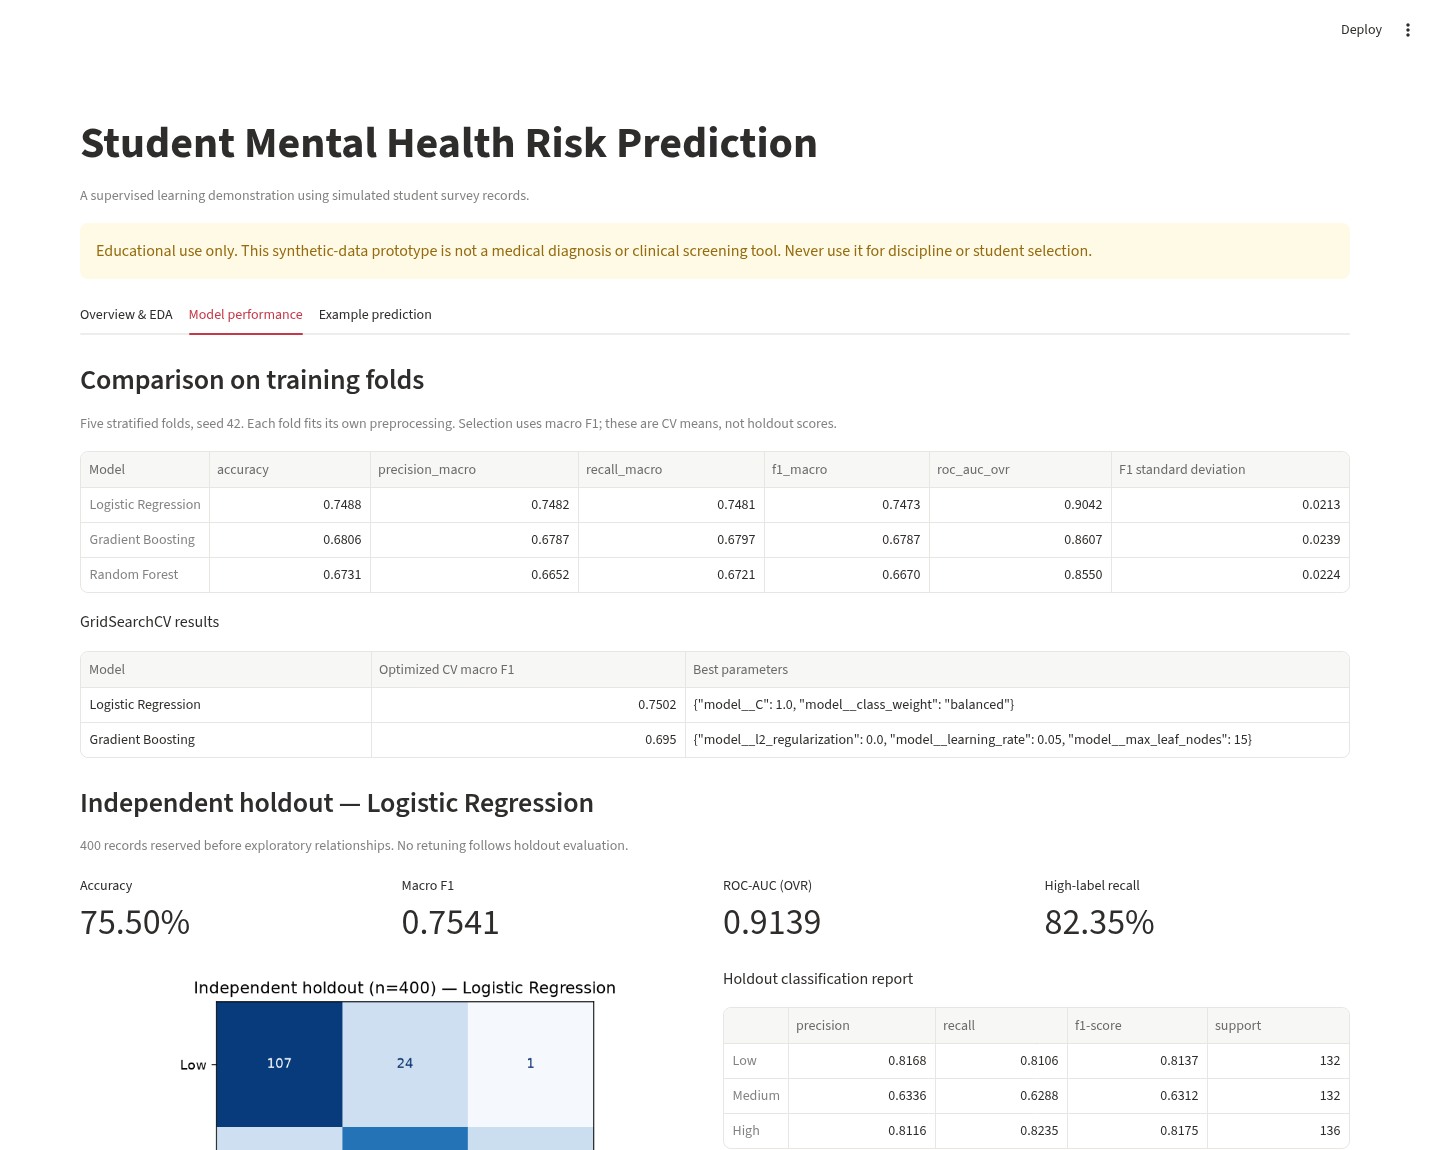 Deploy
Student Mental Health Risk Prediction
A supervised learning demonstration using simulated student survey records.
Educational use only. This synthetic-data prototype is not a medical diagnosis or clinical screening tool. Never use it for discipline or student selection.
Overview & EDA Model performance Example prediction
Comparison on training folds
Five stratified folds, seed 42. Each fold fits its own preprocessing. Selection uses macro F1; these are CV means, not holdout scores.
Model accuracy precision_macro recall_macro f1_macro roc_auc_ovr F1 standard deviation
Logistic Regression 0.7488 0.7482 0.7481 0.7473 0.9042 0.0213
Gradient Boosting 0.6806 0.6787 0.6797 0.6787 0.8607 0.0239
Random Forest 0.6731 0.6652 0.6721 0.6670 0.8550 0.0224
GridSearchCV results
Model Optimized CV macro F1 Best parameters
Logistic Regression 0.7502 {"model__C": 1.0, "model__class_weight": "balanced"}
Gradient Boosting 0.695 {"model__l2_regularization": 0.0, "model__learning_rate": 0.05, "model__max_leaf_nodes": 15}
Independent holdout — Logistic Regression
400 records reserved before exploratory relationships. No retuning follows holdout evaluation.
Accuracy Macro F1 ROC-AUC (OVR) High-label recall
75.50% 0.7541 0.9139 82.35%
Independent holdout (n=400) — Logistic Regression
Low 107 24 1
Holdout classification report
precision recall f1-score support
Low 0.8168 0.8106 0.8137 132
Medium 0.6336 0.6288 0.6312 132
High 0.8116 0.8235 0.8175 136